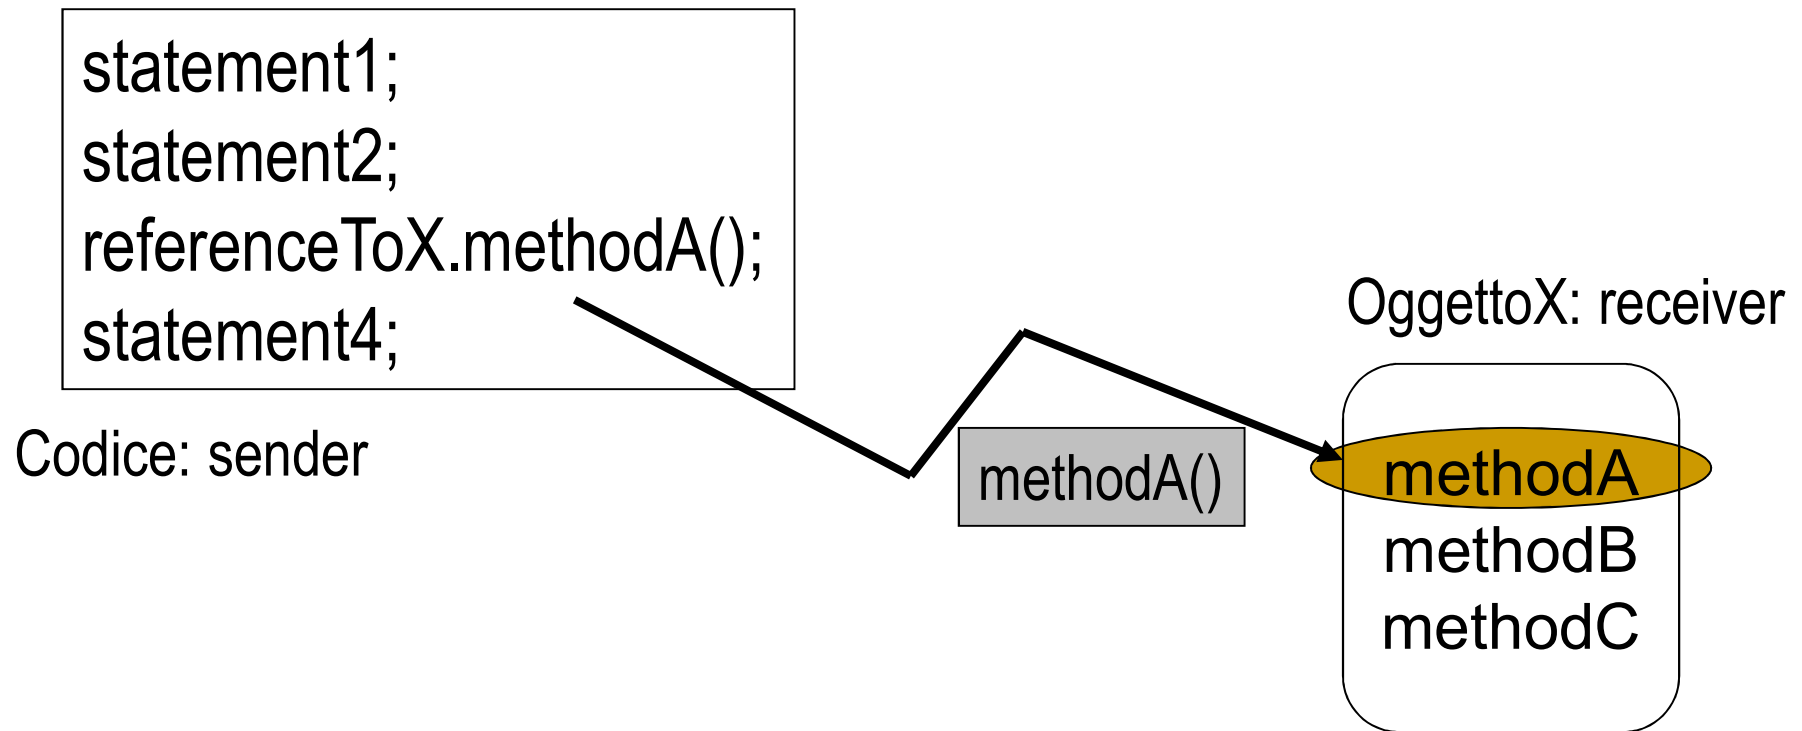 statement1;
statement2;
referenceToX.methodA();
statement4;
Codice: sender
methodA()
OggettoX: receiver
methodA
methodB
methodC